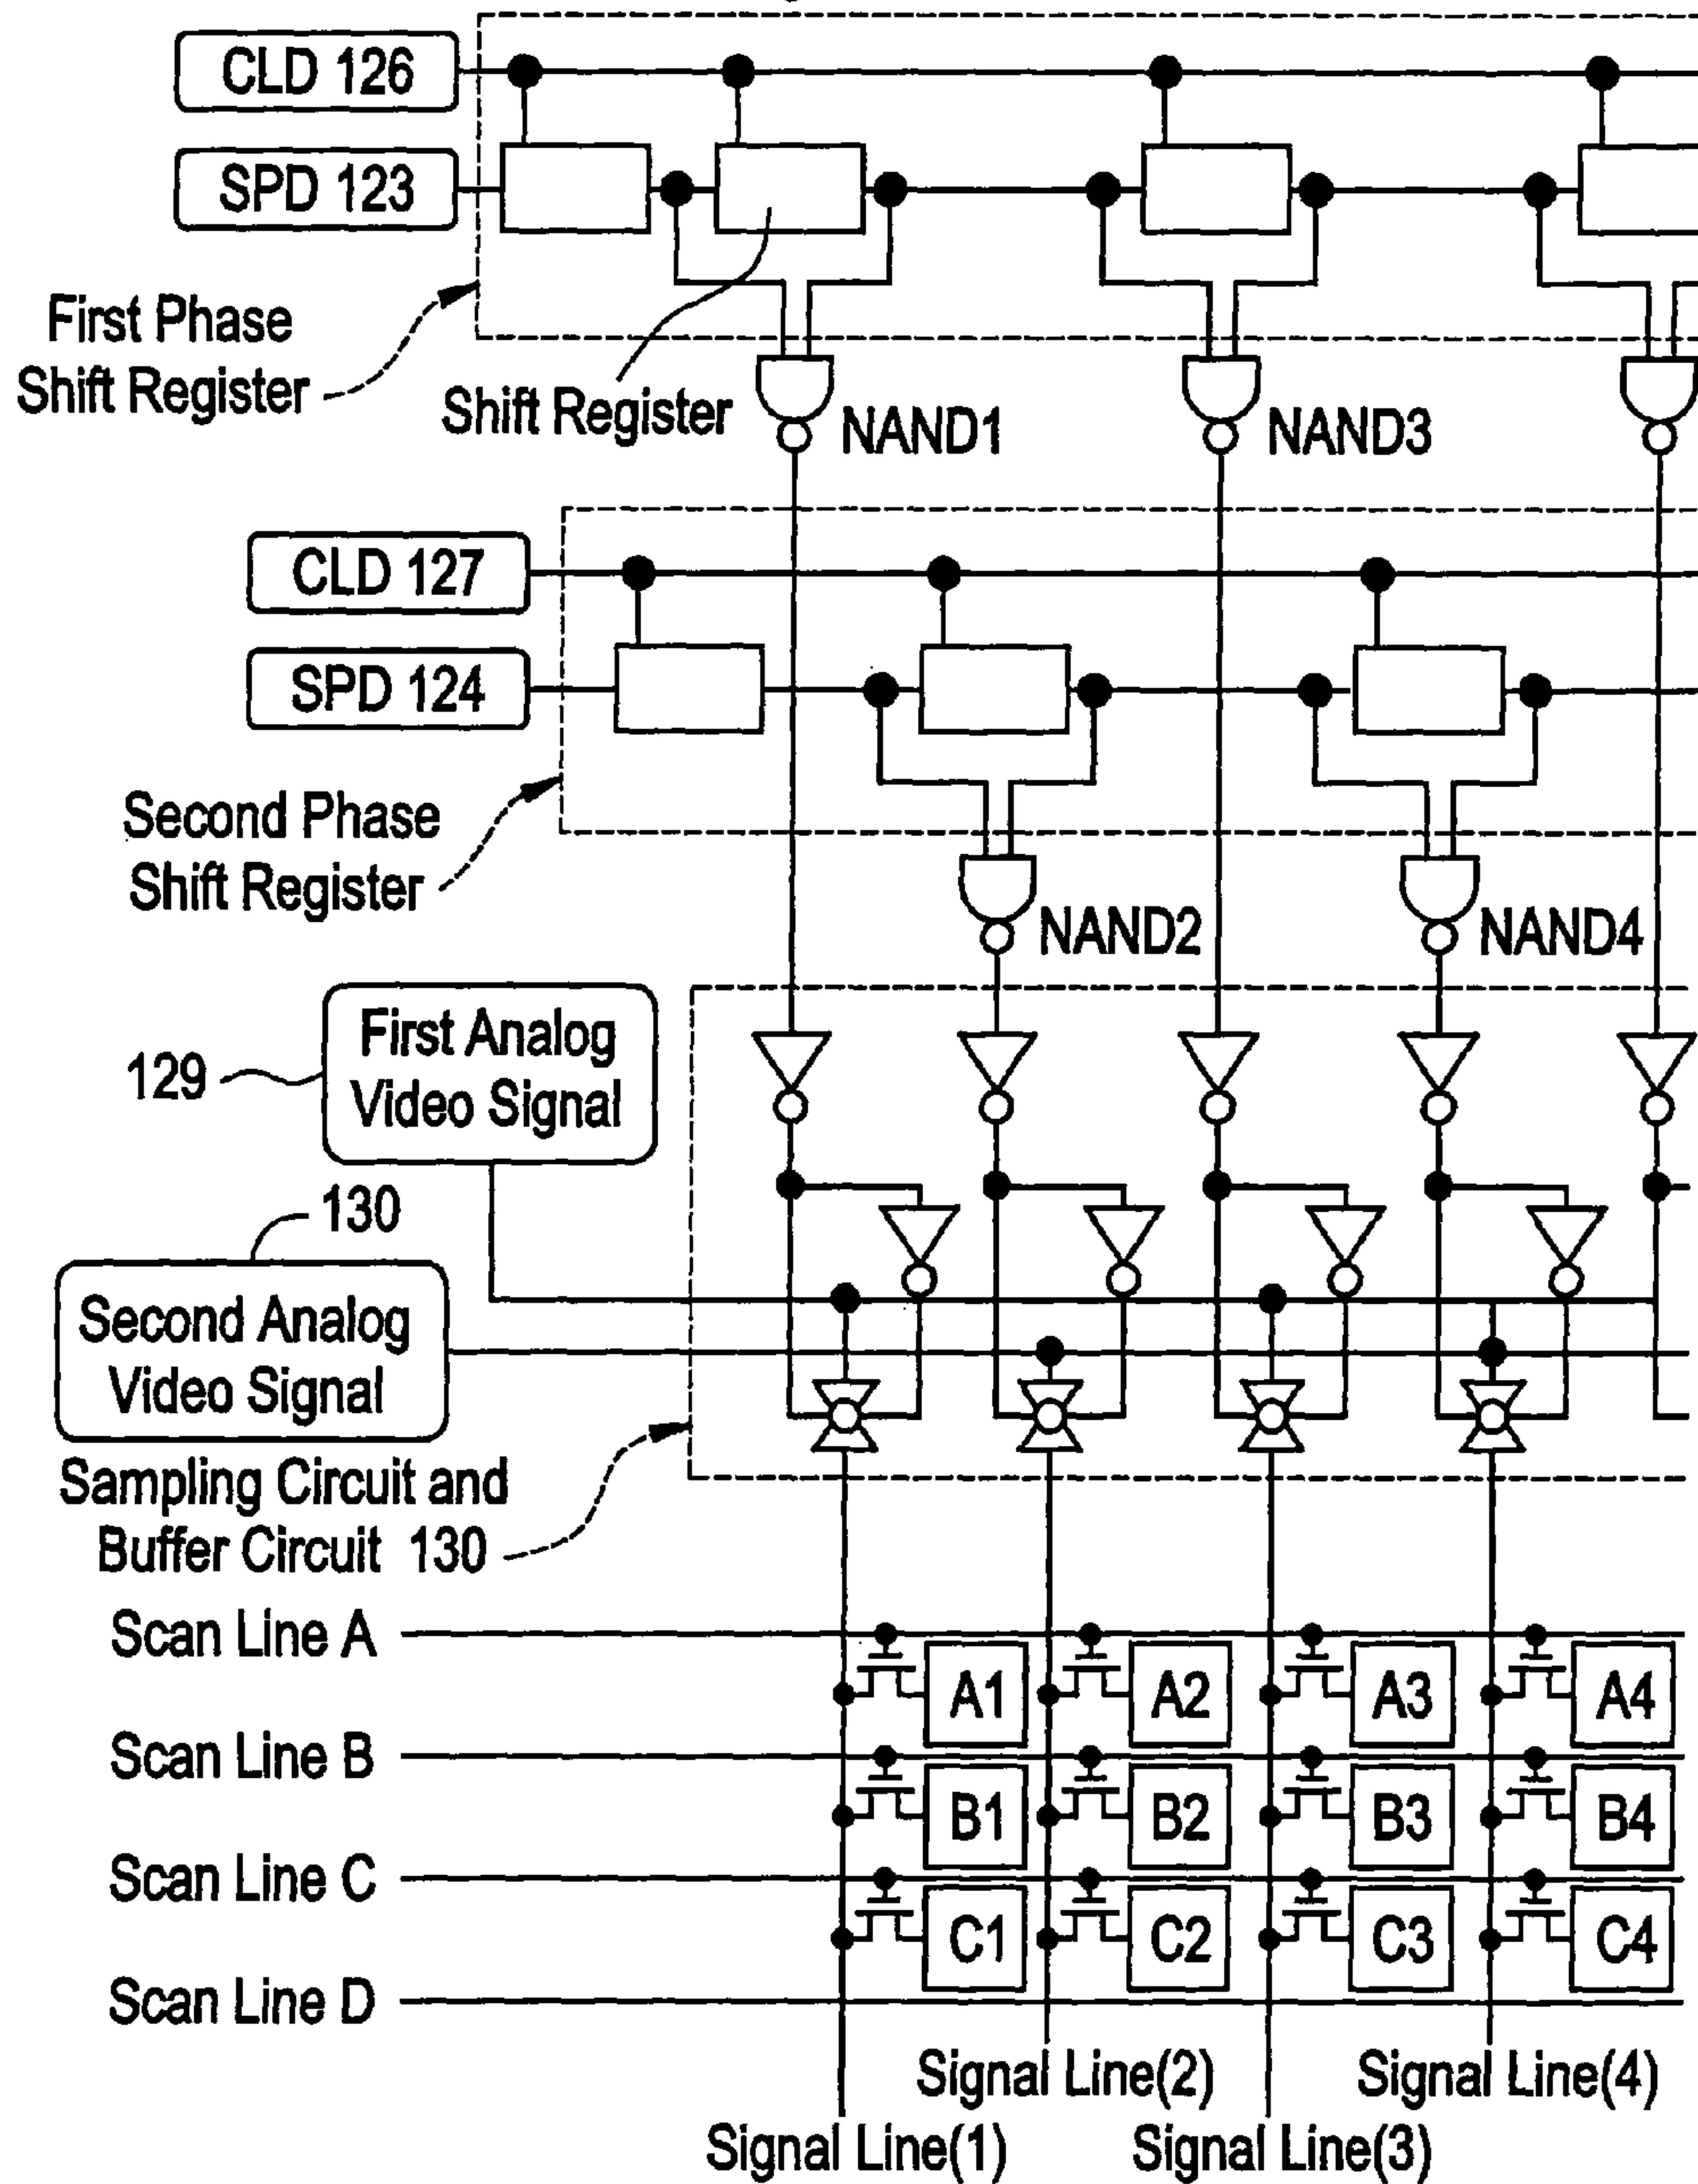 CLD 126
SPD 123
First Phase
Shift Register
Shift Register
NAND1
NAND3
CLD 127
SPD 124
Second Phase
Shift Register
NAND2
NAND4
First Analog
Video Signal
129
130
Second Analog
Video Signal
Sampling Circuit and
Buffer Circuit 130
Scan Line A
A1 A2 A3 A4
Scan Line B
B1 B2 B3 B4
Scan Line C
C1 C2 C3 C4
Scan Line D
Signal Line(2) Signal Line(4)
Signal Line(1) Signal Line(3)